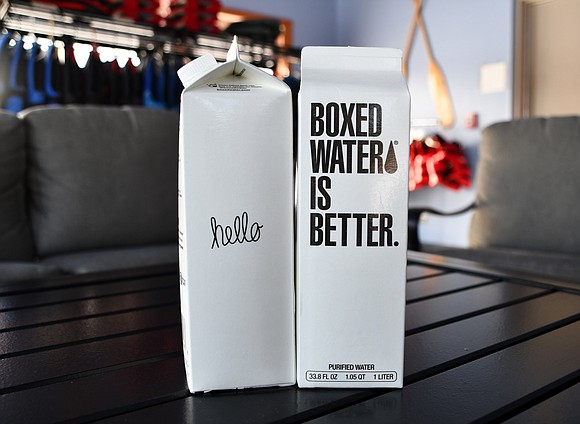 hello
BOXED
WATER
IS
BETTER.
PURIFIED WATER
33.8 FL OZ 1.05 QT 1 LITER